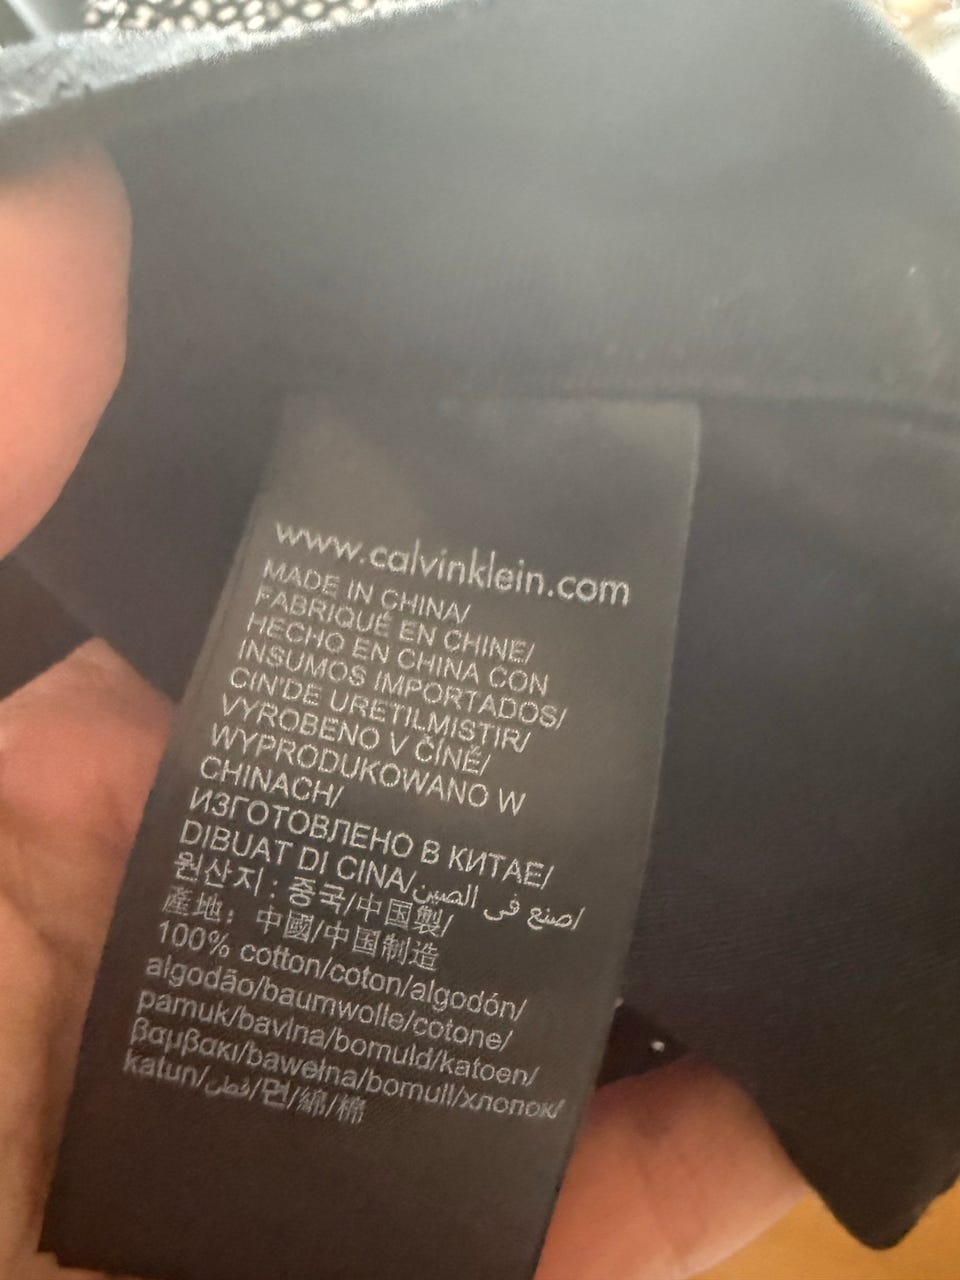 www.calvinklein.com
MADE IN CHINA/
FABRIQUÉ EN CHINE/
HECHO EN CHINA CON
INSUMOS IMPORTADOS/
CIN'DE URETILMISTIR/
VYROBENO V ČÍNĚ/
WYPRODUKOWANO W
CHINACH/
ИЗГОТОВЛЕНО В КИТАЕ/
DIBUAT DI CINA/اصنع في الصين/
원산지 : 중국/中国製/
産地： 中國/中国制造
100% cotton/coton/algodón/
algodão/baumwolle/cotone/
pamuk/bavlna/bomuld/katoen/
βαμβακι/bawełna/bomull/хлопок/
katun/قطن/면/綿/棉